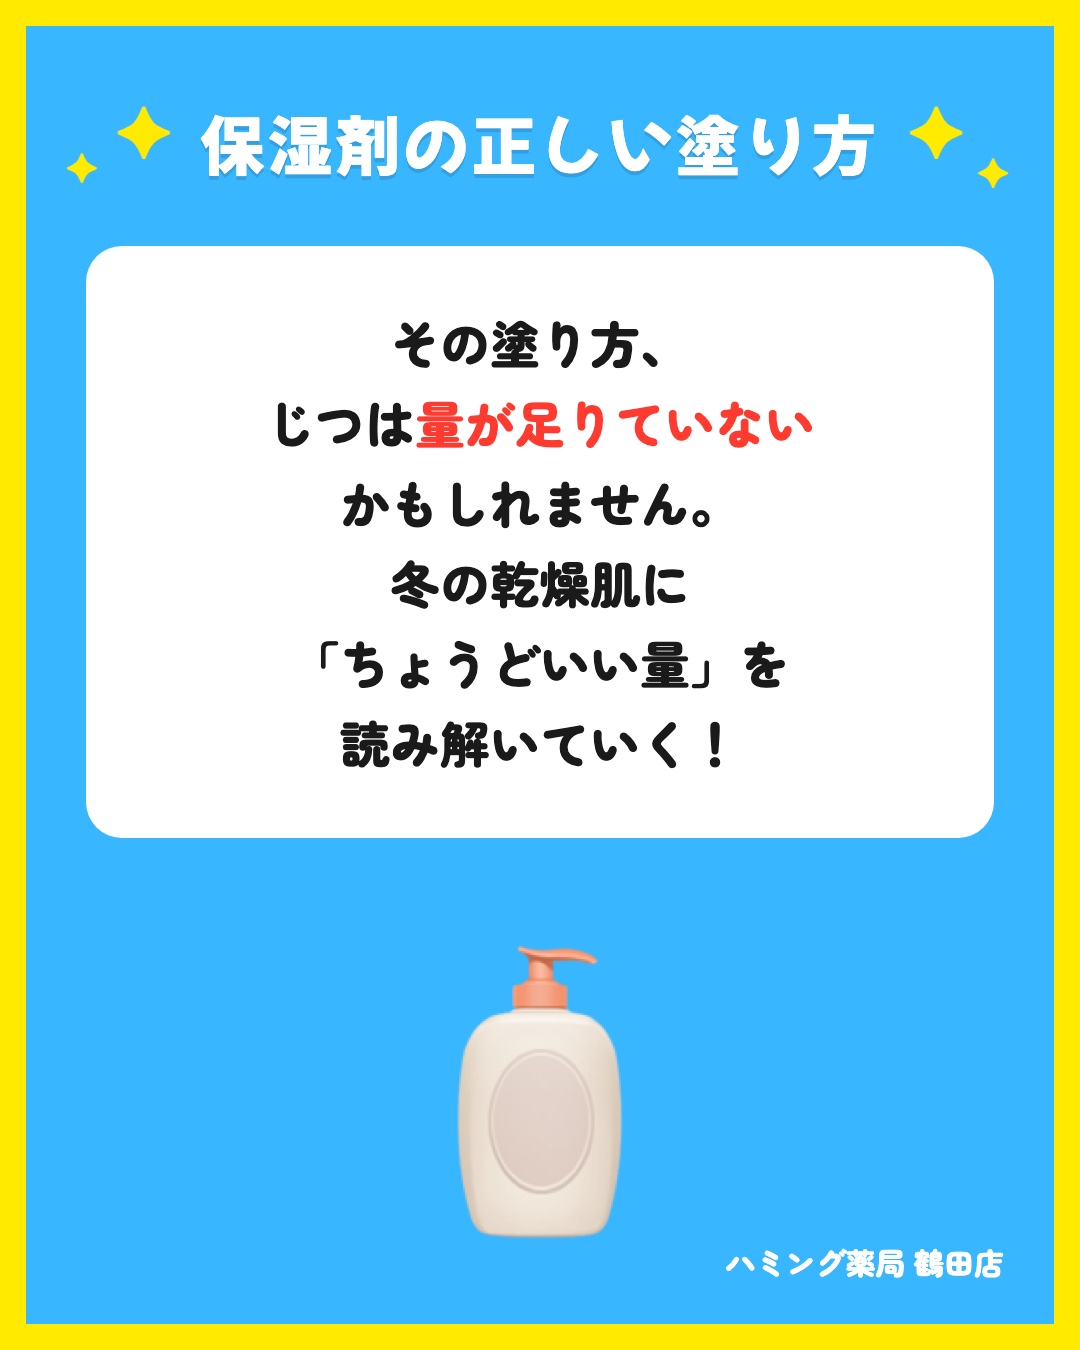 保湿剤の正しい塗り方
その塗り方、
じつは量が足りていない
かもしれません。
冬の乾燥肌に
「ちょうどいい量」を
読み解いていく！
ハミング薬局 鶴田店